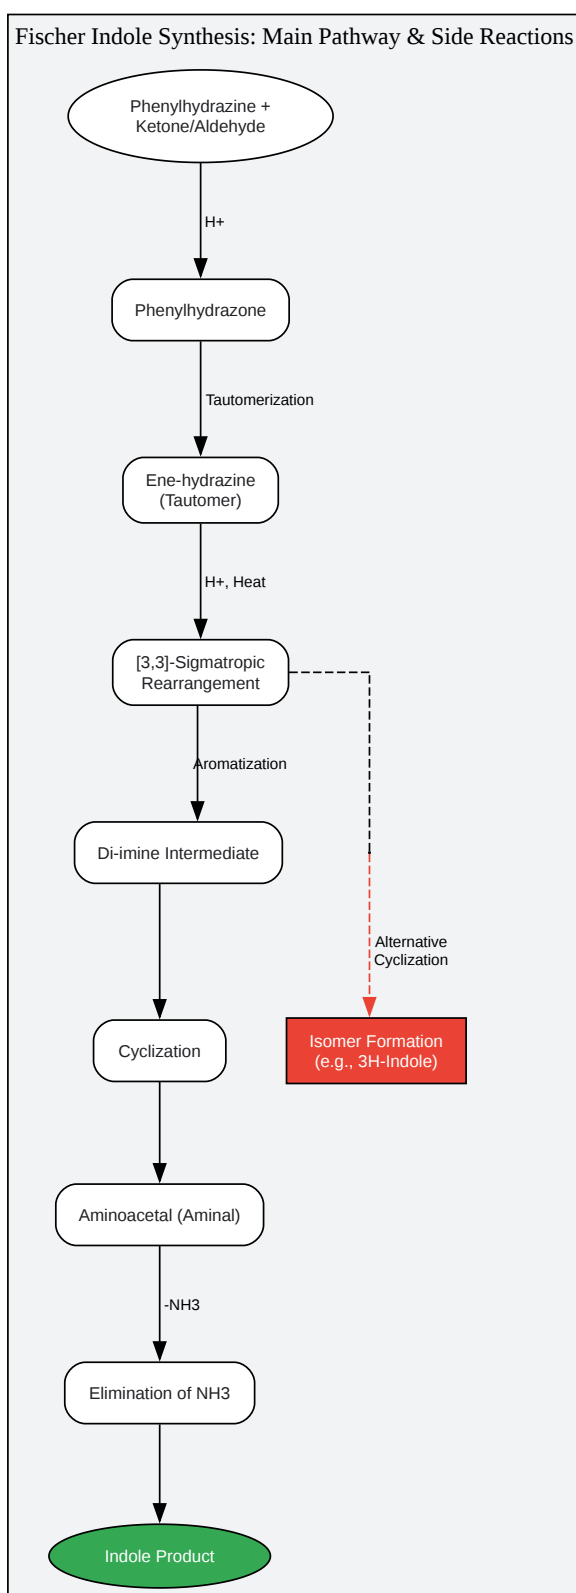 Fischer Indole Synthesis: Main Pathway & Side Reactions
Phenylhydrazine +
Ketone/Aldehyde
H+
Phenylhydrazone
Tautomerization
Ene-hydrazine
(Tautomer)
H+, Heat
[3,3]-Sigmatropic
Rearrangement
Aromatization
Di-imine Intermediate
Alternative
Cyclization
Cyclization
Isomer Formation
(e.g., 3H-Indole)
Aminoacetal (Aminal)
-NH3
Elimination of NH3
Indole Product